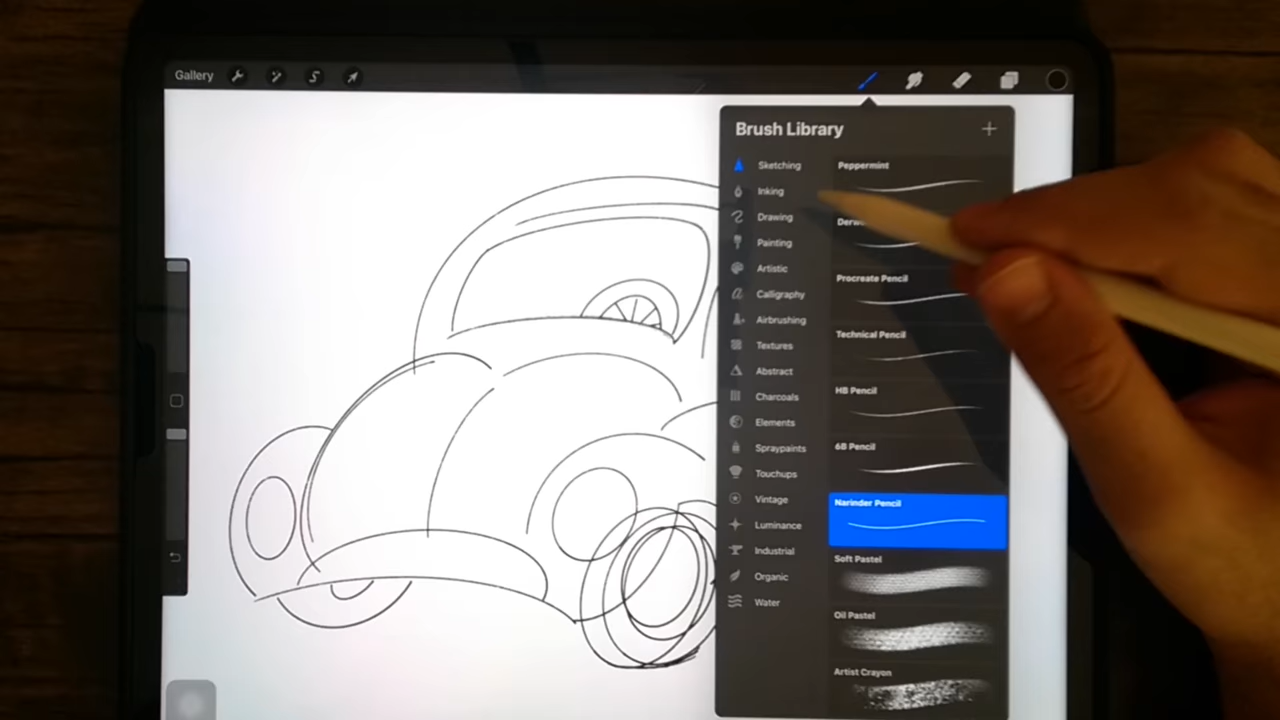 Gallery
Brush Library
Sketching
Inking
Drawing
Painting
Artistic
Calligraphy
Airbrushing
Textures
Abstract
Charcoals
Elements
Spraypaints
Touchups
Vintage
Luminance
Industrial
Organic
Water
Peppermint
Procreate Pencil
Technical Pencil
HB Pencil
6B Pencil
Narinder Pencil
Soft Pastel
Oil Pastel
Artist Crayon